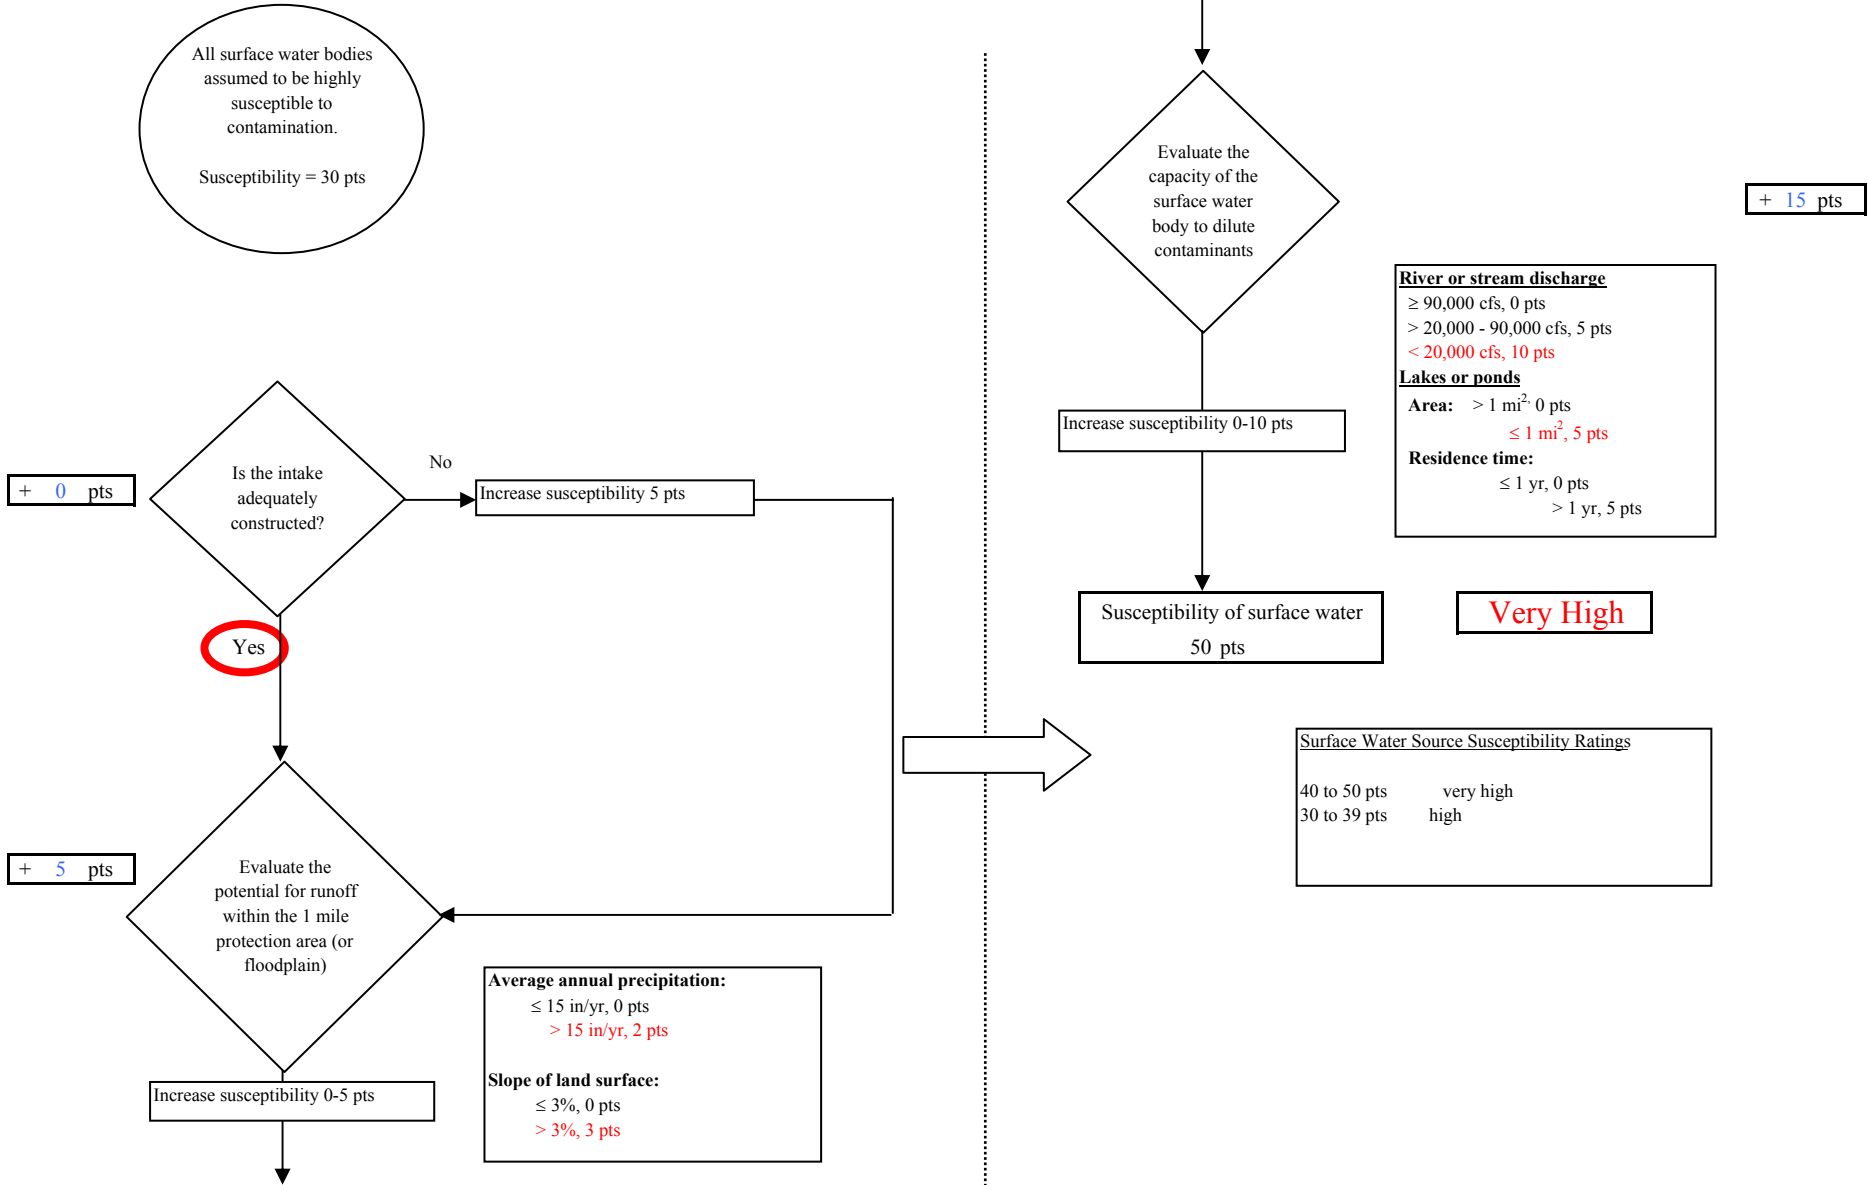 All surface water bodies
assumed to be highly
susceptible to
contamination.
Susceptibility = 30 pts
+ 0 pts
Is the intake
adequately
constructed?
No
Increase susceptibility 5 pts
Yes
+ 5 pts
Evaluate the
potential for runoff
within the 1 mile
protection area (or
floodplain)
Average annual precipitation:
≤ 15 in/yr, 0 pts
> 15 in/yr, 2 pts
Slope of land surface:
≤ 3%, 0 pts
> 3%, 3 pts
Increase susceptibility 0-5 pts
Evaluate the
capacity of the
surface water
body to dilute
contaminants
+ 15 pts
River or stream discharge
≥ 90,000 cfs, 0 pts
> 20,000 - 90,000 cfs, 5 pts
< 20,000 cfs, 10 pts
Lakes or ponds
Area: > 1 mi², 0 pts
≤ 1 mi², 5 pts
Residence time:
≤ 1 yr, 0 pts
> 1 yr, 5 pts
Increase susceptibility 0-10 pts
Susceptibility of surface water
50 pts
Very High
Surface Water Source Susceptibility Ratings
40 to 50 pts very high
30 to 39 pts high